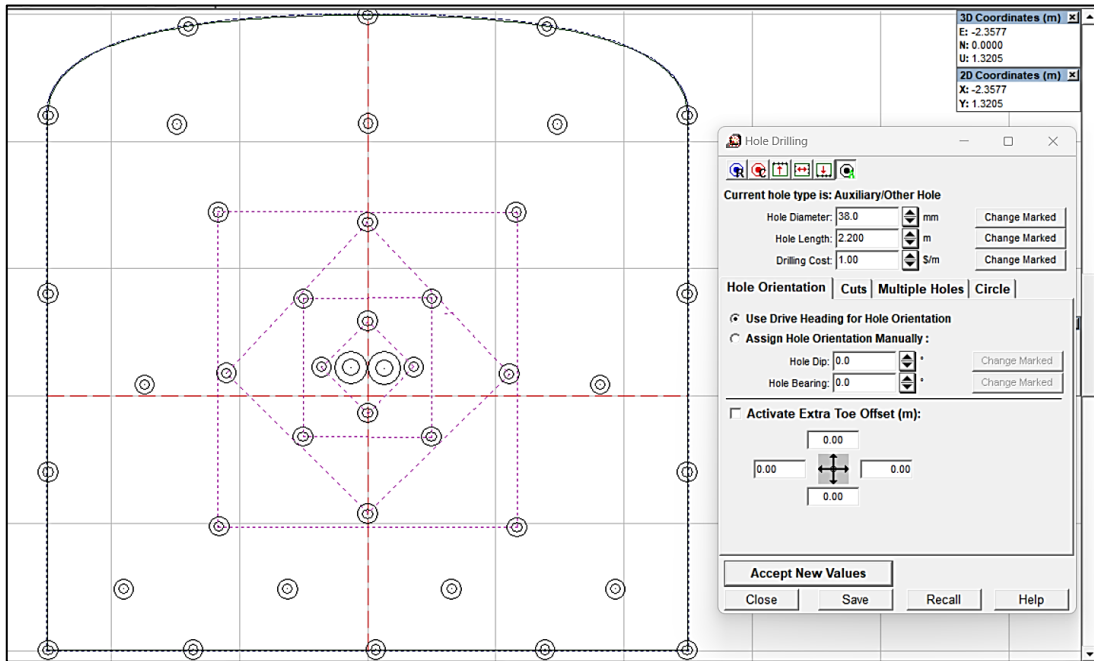 3D Coordinates (m)
E: -2.3577
N: 0.0000
U: 1.3205
2D Coordinates (m)
X: -2.3577
Y: 1.3205
Hole Drilling
Current hole type is: Auxiliary/Other Hole
Hole Diameter: 38.0 mm Change Marked
Hole Length: 2.200 m Change Marked
Drilling Cost: 1.00 $/m Change Marked
Hole Orientation Cuts Multiple Holes Circle
Use Drive Heading for Hole Orientation
Assign Hole Orientation Manually :
Hole Dip: 0.0 ° Change Marked
Hole Bearing: 0.0 ° Change Marked
Activate Extra Toe Offset (m):
0.00
0.00 0.00
0.00
Accept New Values
Close Save Recall Help